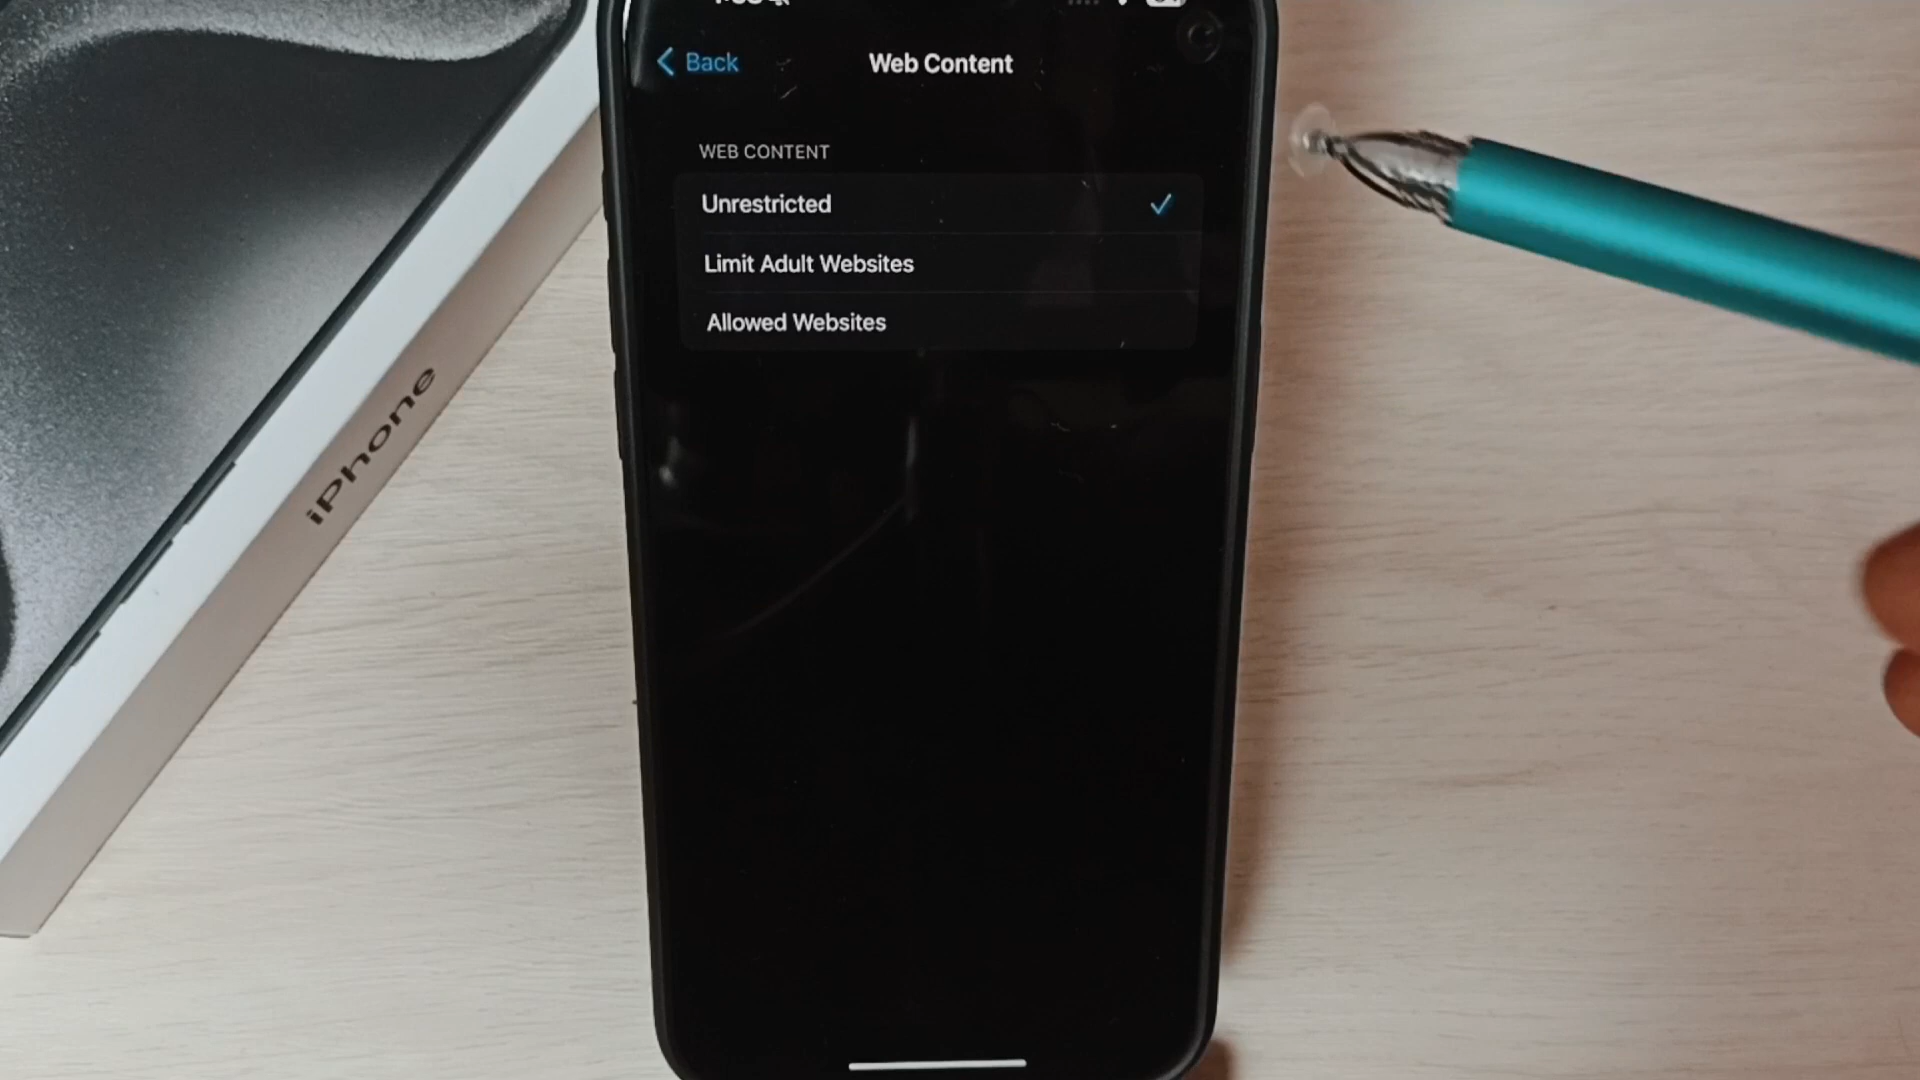 Back
Web Content
WEB CONTENT
Unrestricted
Limit Adult Websites
Allowed Websites
iPhone